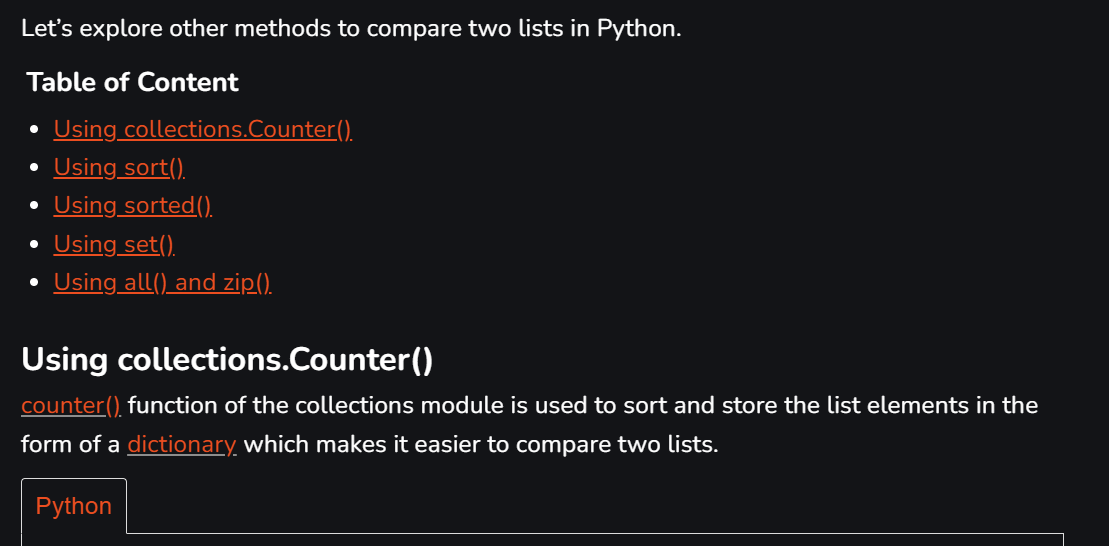 Let’s explore other methods to compare two lists in Python.
Table of Content
Using collections.Counter()
Using sort()
Using sorted()
Using set()
Using all() and zip()
Using collections.Counter()
counter() function of the collections module is used to sort and store the list elements in the
form of a dictionary which makes it easier to compare two lists.
Python